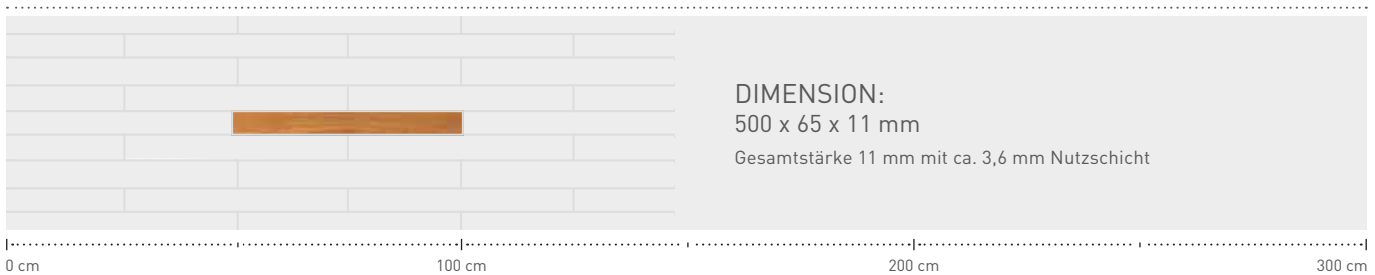 DIMENSION:
500 x 65 x 11 mm
Gesamtstärke 11 mm mit ca. 3,6 mm Nutzschicht
0 cm 100 cm 200 cm 300 cm